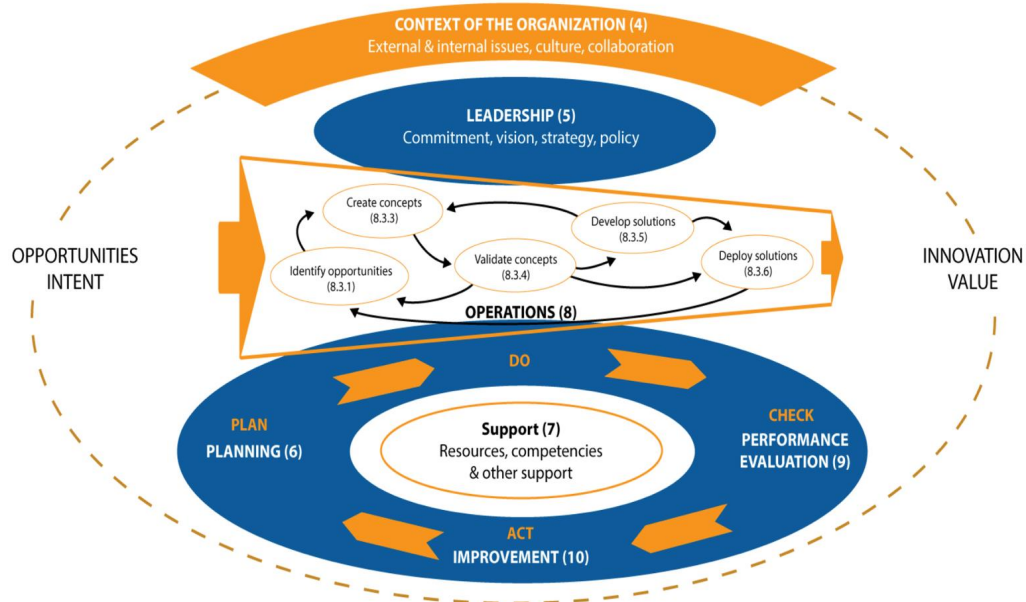 CONTEXT OF THE ORGANIZATION (4)
External & internal issues, culture, collaboration
LEADERSHIP (5)
Commitment, vision, strategy, policy
OPPORTUNITIES
INTENT
Create concepts
(8.3.3)
Develop solutions
(8.3.5)
Identify opportunities
(8.3.1)
Validate concepts
(8.3.4)
Deploy solutions
(8.3.6)
OPERATIONS (8)
INNOVATION
VALUE
DO
PLAN
PLANNING (6)
Support (7)
Resources, competencies
& other support
CHECK
PERFORMANCE
EVALUATION (9)
ACT
IMPROVEMENT (10)